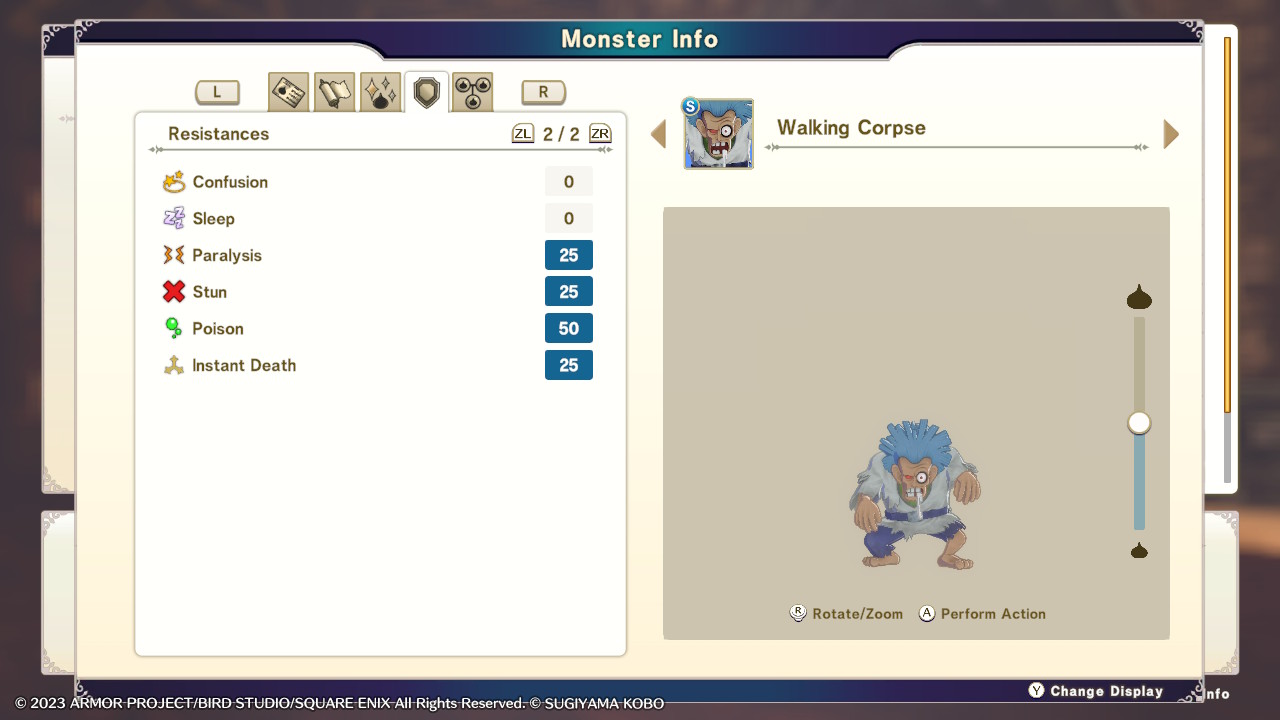 Monster Info
L
R
Resistances
ZL 2 / 2 ZR
Confusion 0
Sleep 0
Paralysis 25
Stun 25
Poison 50
Instant Death 25
S
Walking Corpse
R Rotate/Zoom A Perform Action
Y Change Display
nfo
© 2023 ARMOR PROJECT/BIRD STUDIO/SQUARE ENIX All Rights Reserved. © SUGIYAMA KOBO